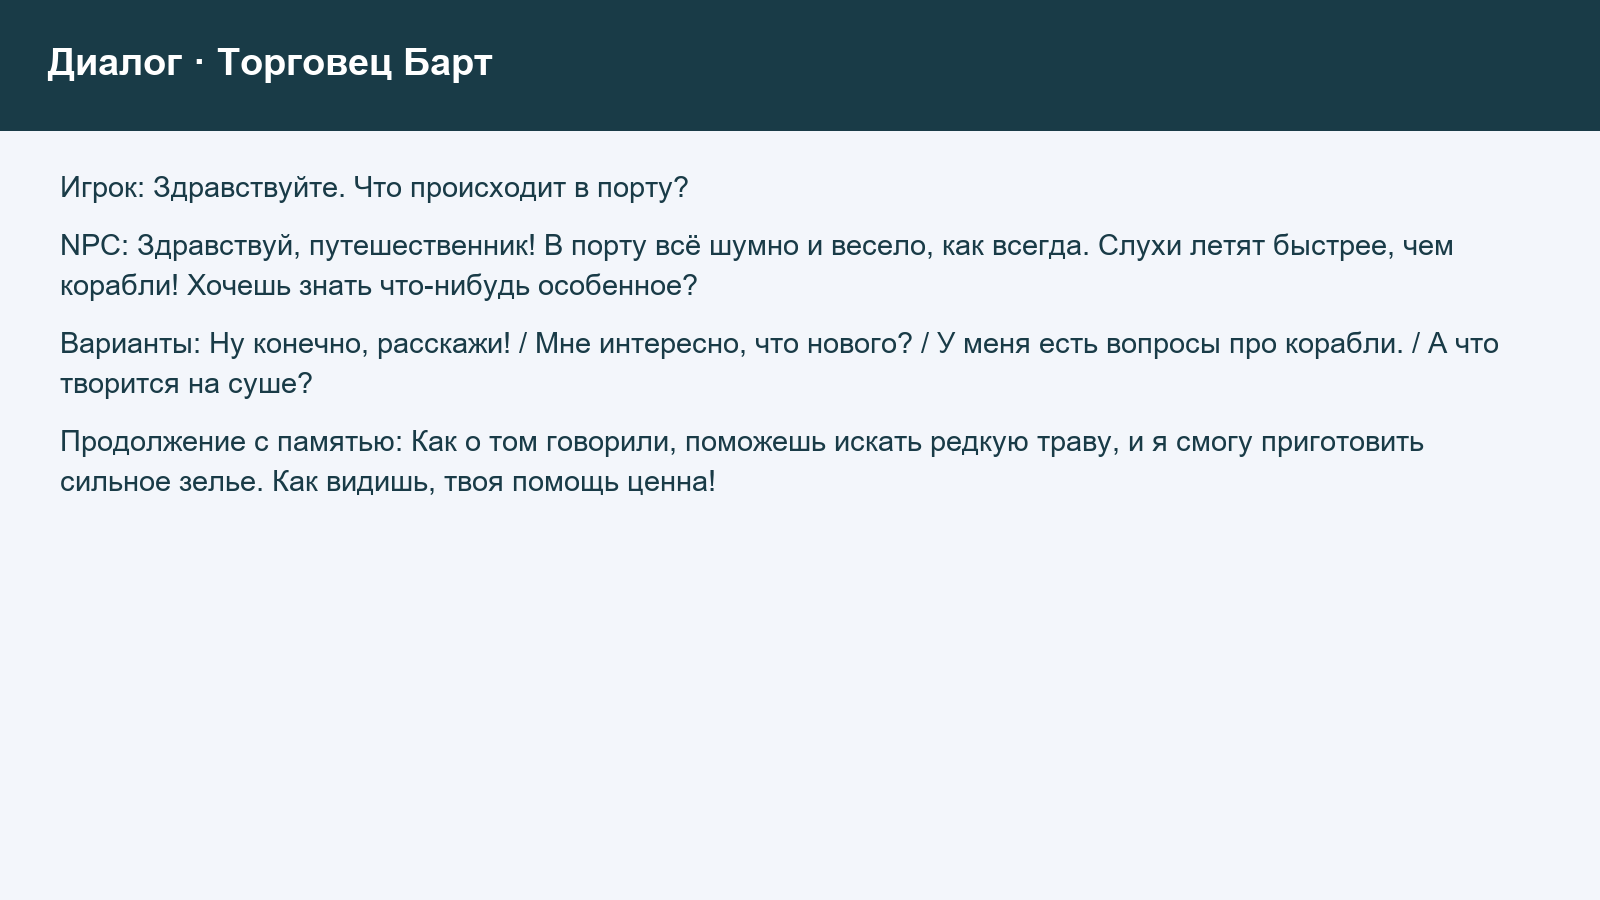 Диалог · Торговец Барт
Игрок: Здравствуйте. Что происходит в порту?
NPC: Здравствуй, путешественник! В порту всё шумно и весело, как всегда. Слухи летят быстрее, чем
корабли! Хочешь знать что-нибудь особенное?
Варианты: Ну конечно, расскажи! / Мне интересно, что нового? / У меня есть вопросы про корабли. / А что
творится на суше?
Продолжение с памятью: Как о том говорили, поможешь искать редкую траву, и я смогу приготовить
сильное зелье. Как видишь, твоя помощь ценна!